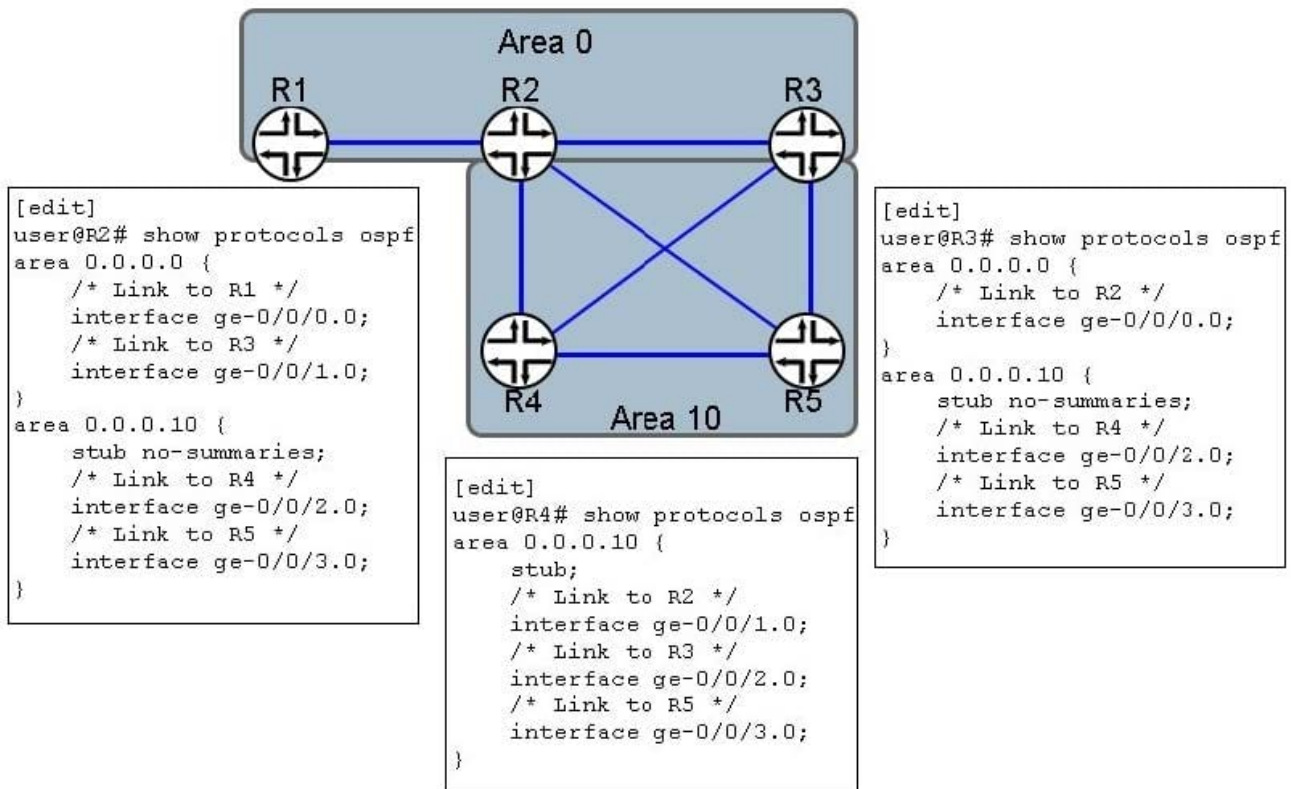 Area 0
R1
R2
R3
R4
R5
Area 10
[edit]
user@R2# show protocols ospf
area 0.0.0.0 {
    /* Link to R1 */
    interface ge-0/0/0.0;
    /* Link to R3 */
    interface ge-0/0/1.0;
}
area 0.0.0.10 {
    stub no-summaries;
    /* Link to R4 */
    interface ge-0/0/2.0;
    /* Link to R5 */
    interface ge-0/0/3.0;
}
[edit]
user@R4# show protocols ospf
area 0.0.0.10 {
    stub;
    /* Link to R2 */
    interface ge-0/0/1.0;
    /* Link to R3 */
    interface ge-0/0/2.0;
    /* Link to R5 */
    interface ge-0/0/3.0;
}
[edit]
user@R3# show protocols ospf
area 0.0.0.0 {
    /* Link to R2 */
    interface ge-0/0/0.0;
}
area 0.0.0.10 {
    stub no-summaries;
    /* Link to R4 */
    interface ge-0/0/2.0;
    /* Link to R5 */
    interface ge-0/0/3.0;
}